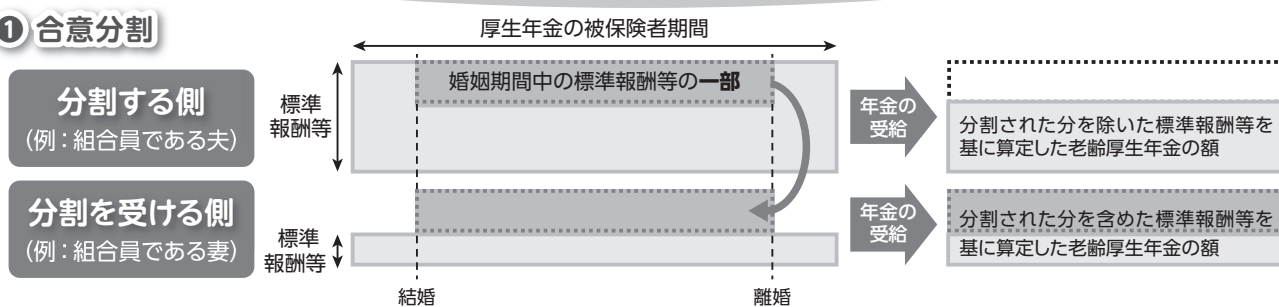 ❶ 合意分割
厚生年金の被保険者期間
分割する側
(例:組合員である夫)
標準
報酬等
婚姻期間中の標準報酬等の一部
年金の
受給
分割された分を除いた標準報酬等を
基に算定した老齢厚生年金の額
分割を受ける側
(例:組合員である妻)
標準
報酬等
年金の
受給
分割された分を含めた標準報酬等を
基に算定した老齢厚生年金の額
結婚
離婚